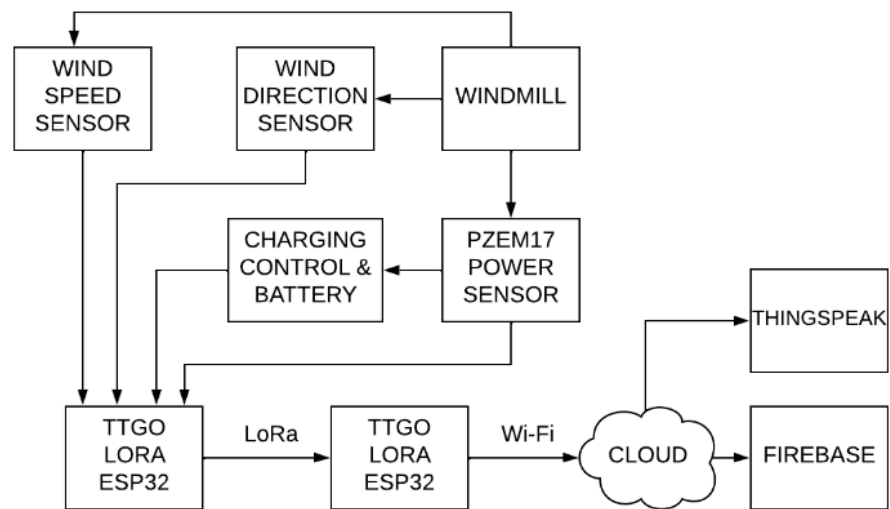 WIND
SPEED
SENSOR
WIND
DIRECTION
SENSOR
WINDMILL
CHARGING
CONTROL &
BATTERY
PZEM17
POWER
SENSOR
THINGSPEAK
TTGO
LORA
ESP32
LoRa
TTGO
LORA
ESP32
Wi-Fi
CLOUD
FIREBASE